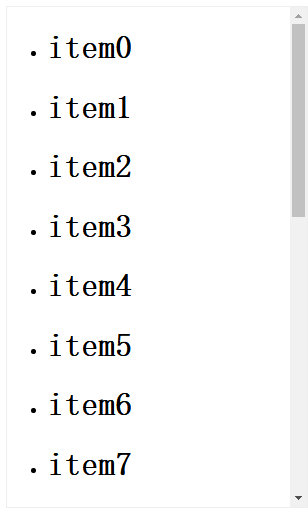 • item0
• item1
• item2
• item3
• item4
• item5
• item6
• item7